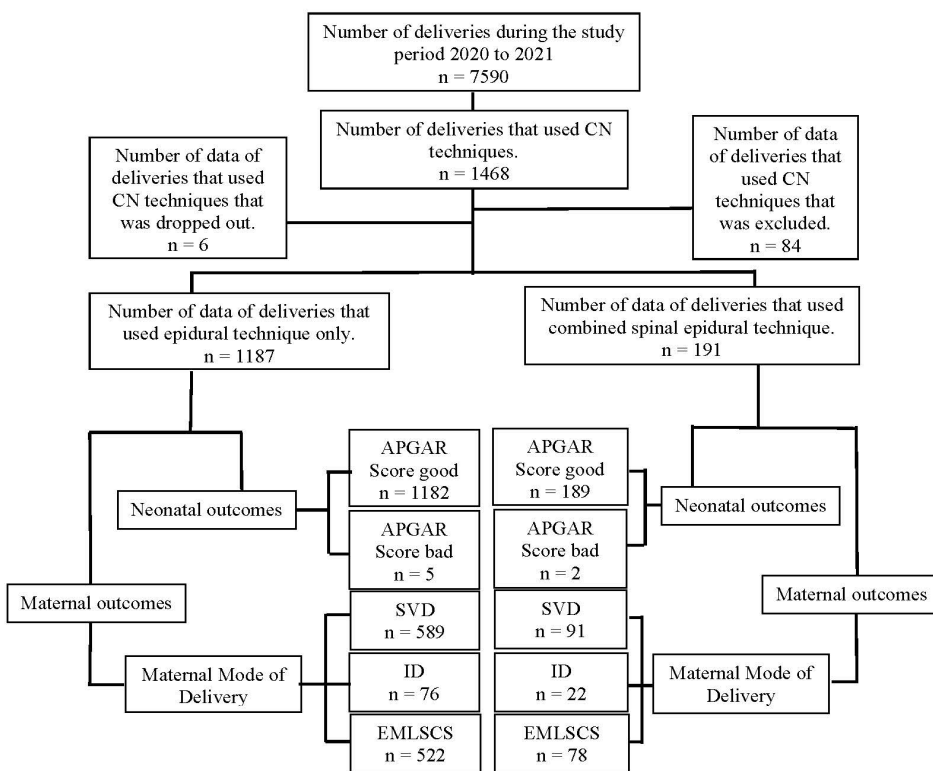 Number of deliveries during the study
period 2020 to 2021
n = 7590
Number of deliveries that used CN
techniques.
n = 1468
Number of data of
deliveries that used
CN techniques that
was dropped out.
n = 6
Number of data
of deliveries that
used CN
techniques that
was excluded.
n = 84
Number of data of deliveries that
used epidural technique only.
n = 1187
Number of data of deliveries that used
combined spinal epidural technique.
n = 191
APGAR
Score good
n = 1182
APGAR
Score good
n = 189
Neonatal outcomes
Neonatal outcomes
APGAR
Score bad
n = 5
APGAR
Score bad
n = 2
Maternal outcomes
Maternal outcomes
SVD
n = 589
SVD
n = 91
Maternal Mode of
Delivery
ID
n = 76
ID
n = 22
Maternal Mode of
Delivery
EMLSCS
n = 522
EMLSCS
n = 78